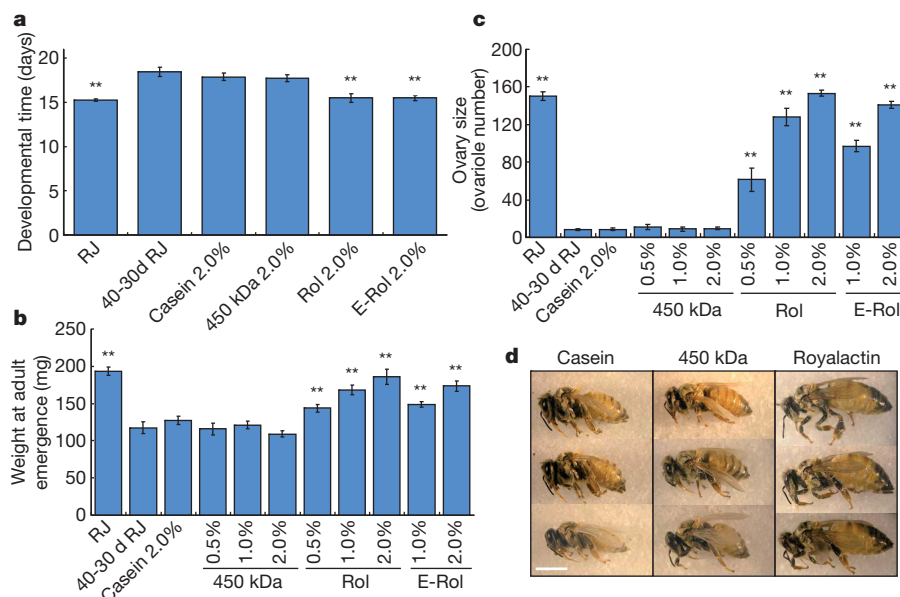 a
Developmental time (days)
20
15
10
5
0
**
**
**
RJ
40-30d RJ
Casein 2.0%
450 kDa 2.0%
Rol 2.0%
E-Rol 2.0%
b
Weight at adult
emergence (mg)
250
200
150
100
50
0
**
**
**
**
**
**
RJ
40-30 d RJ
Casein 2.0%
0.5%
1.0%
2.0%
0.5%
1.0%
2.0%
1.0%
2.0%
450 kDa
Rol
E-Rol
c
Ovary size
(ovariole number)
200
160
120
80
40
0
**
**
**
**
**
**
RJ
40-30 d RJ
Casein 2.0%
0.5%
1.0%
2.0%
0.5%
1.0%
2.0%
1.0%
2.0%
450 kDa
Rol
E-Rol
d
Casein
450 kDa
Royalactin